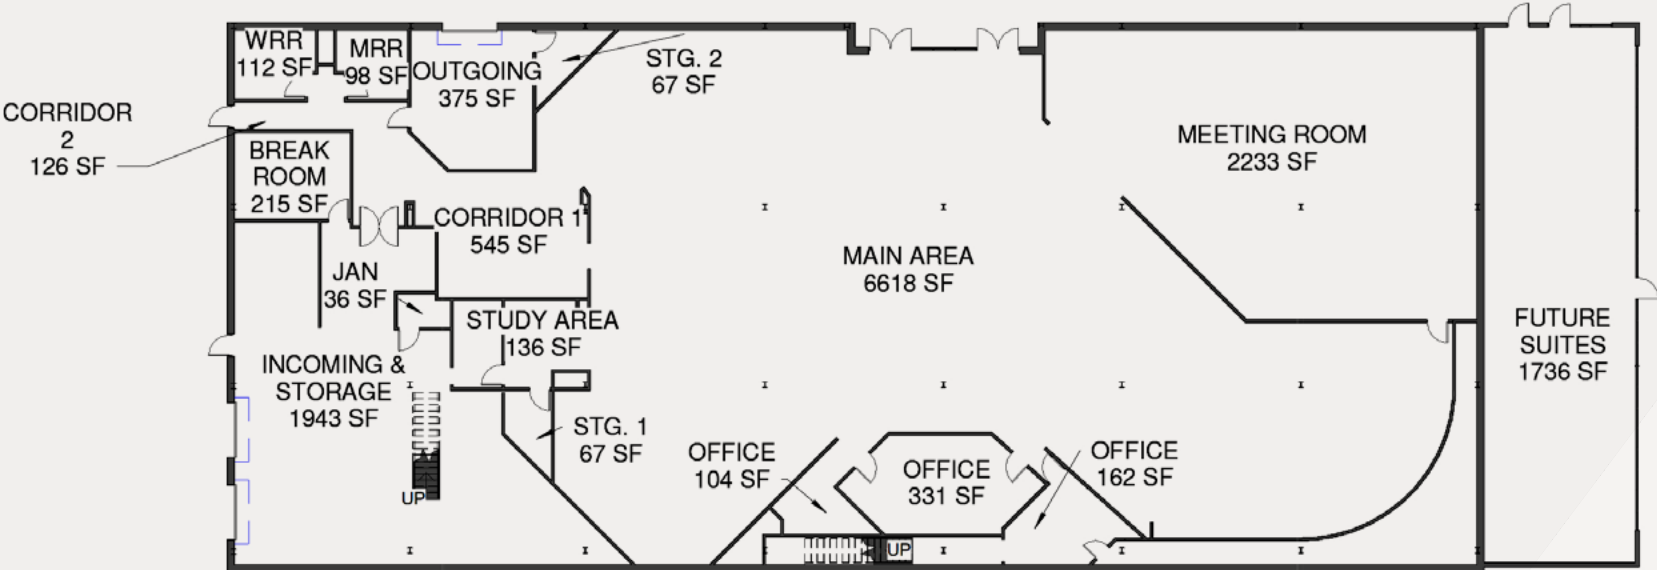 WRR
112 SF
MRR
98 SF
OUTGOING
375 SF
STG. 2
67 SF
CORRIDOR
2
126 SF
BREAK
ROOM
215 SF
MEETING ROOM
2233 SF
CORRIDOR 1
545 SF
MAIN AREA
6618 SF
JAN
36 SF
STUDY AREA
136 SF
FUTURE
SUITES
1736 SF
INCOMING &
STORAGE
1943 SF
STG. 1
67 SF
OFFICE
104 SF
OFFICE
331 SF
OFFICE
162 SF
UP
UP